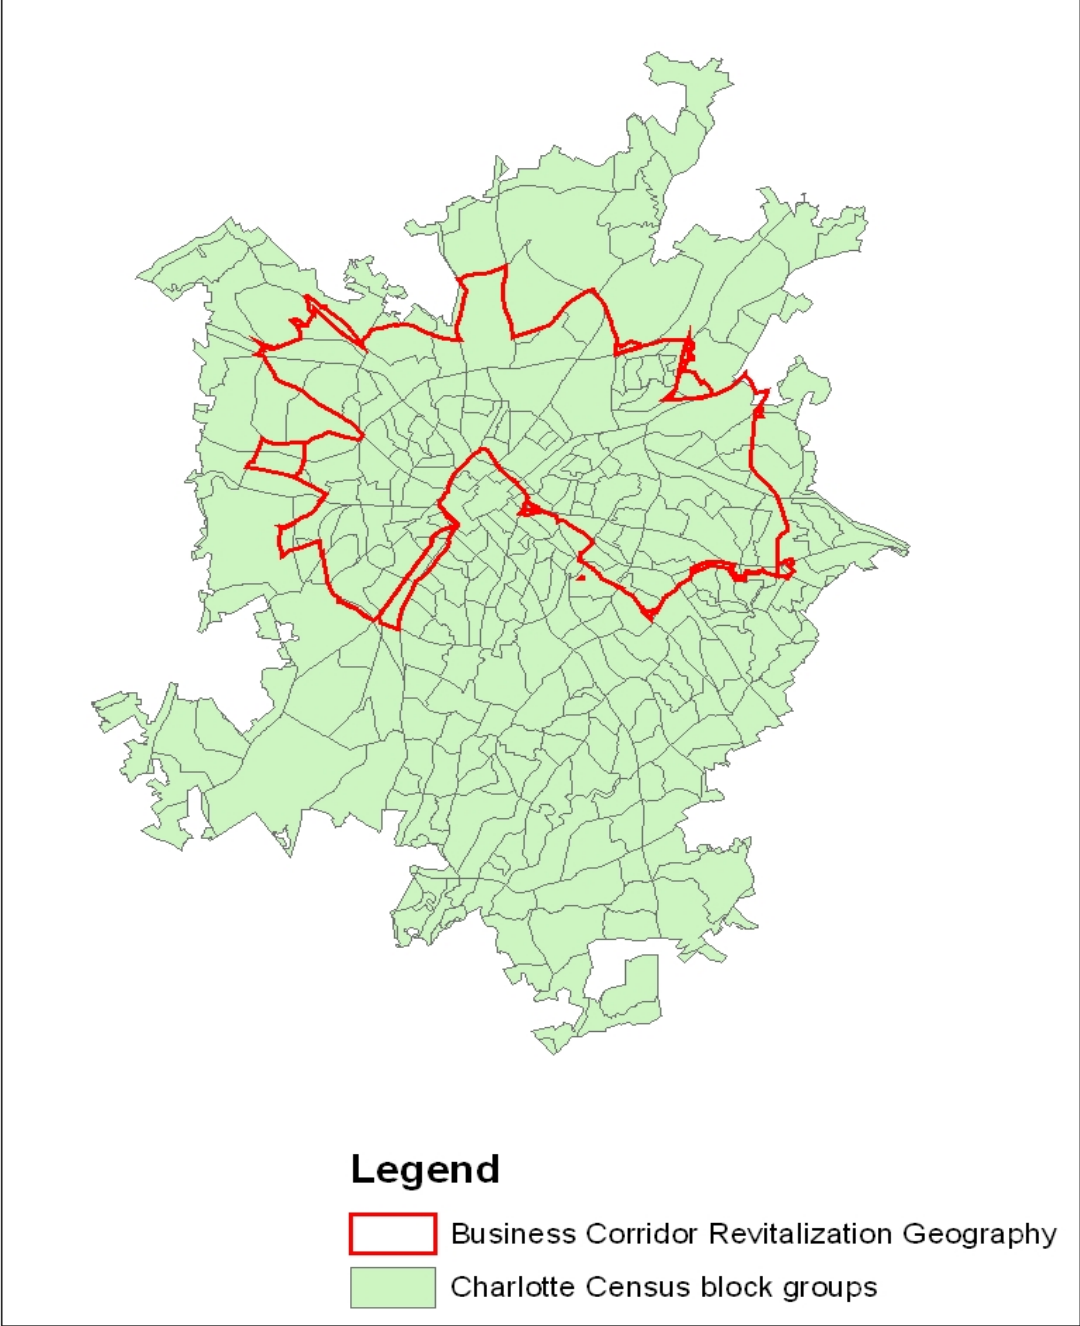 Legend
Business Corridor Revitalization Geography
Charlotte Census block groups